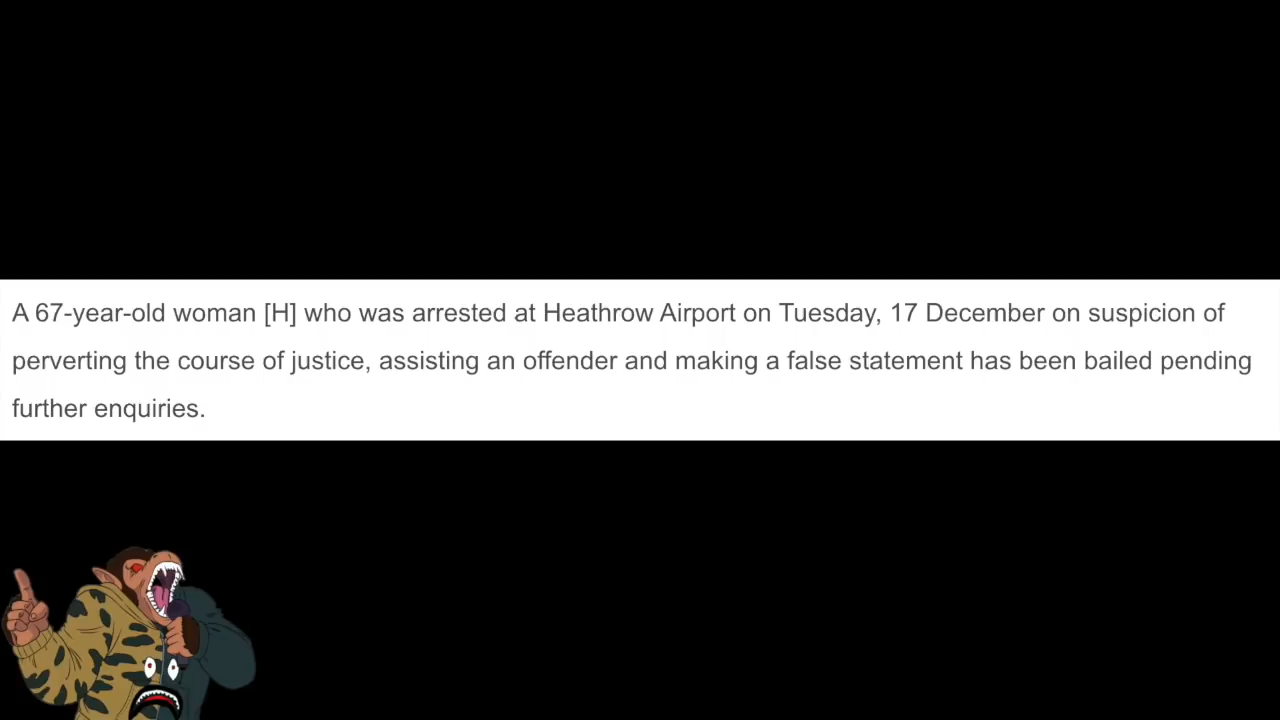 A 67-year-old woman [H] who was arrested at Heathrow Airport on Tuesday, 17 December on suspicion of
perverting the course of justice, assisting an offender and making a false statement has been bailed pending
further enquiries.